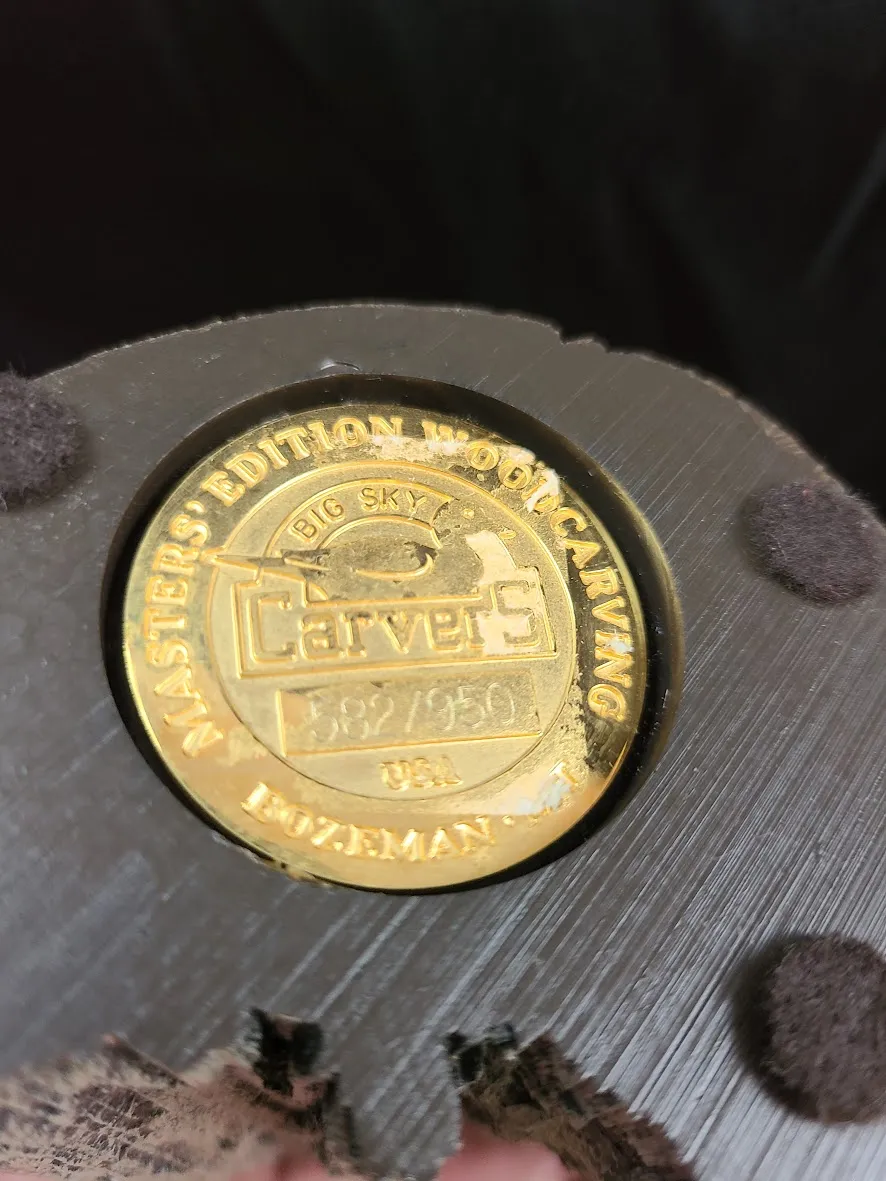 MASTERS' EDITION WOODCARVING
BIG SKY
Carvers
582/950
USA
BOZEMAN